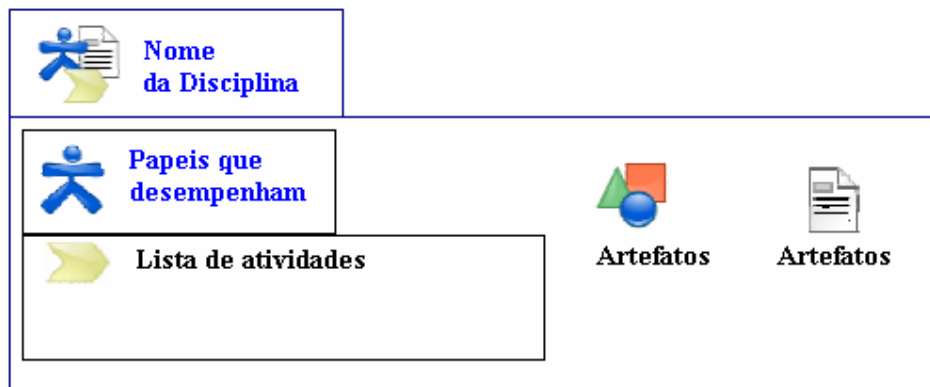 Nome
da Disciplina
Papeis que
desempenham
Lista de atividades
Artefatos
Artefatos